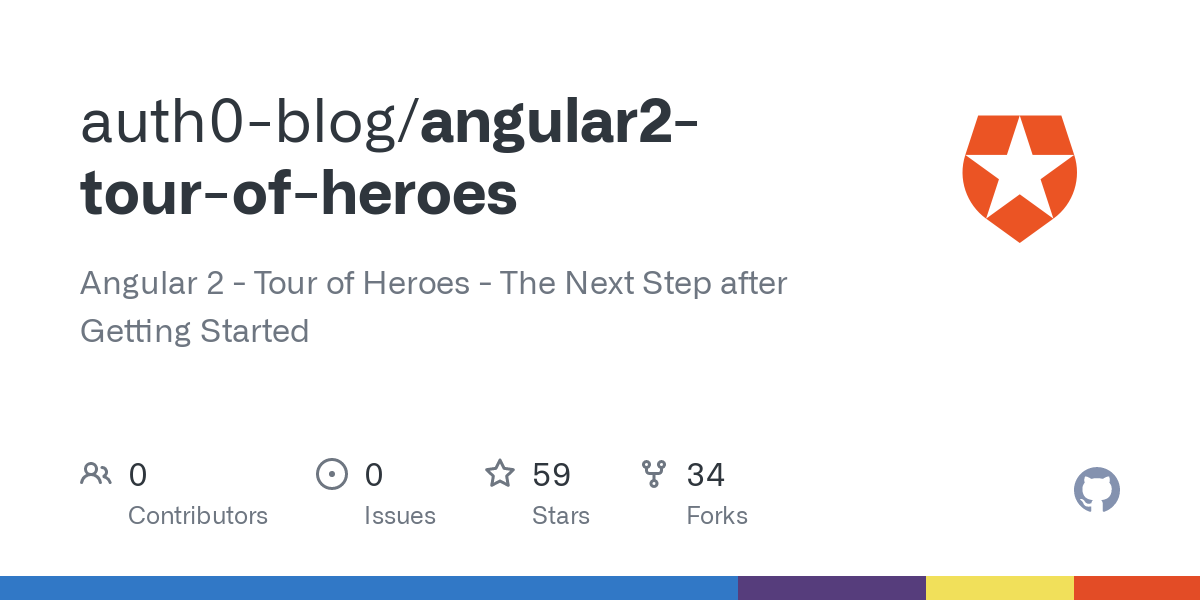 auth0-blog/angular2-
tour-of-heroes
Angular 2 - Tour of Heroes - The Next Step after
Getting Started
0
Contributors
0
Issues
59
Stars
34
Forks